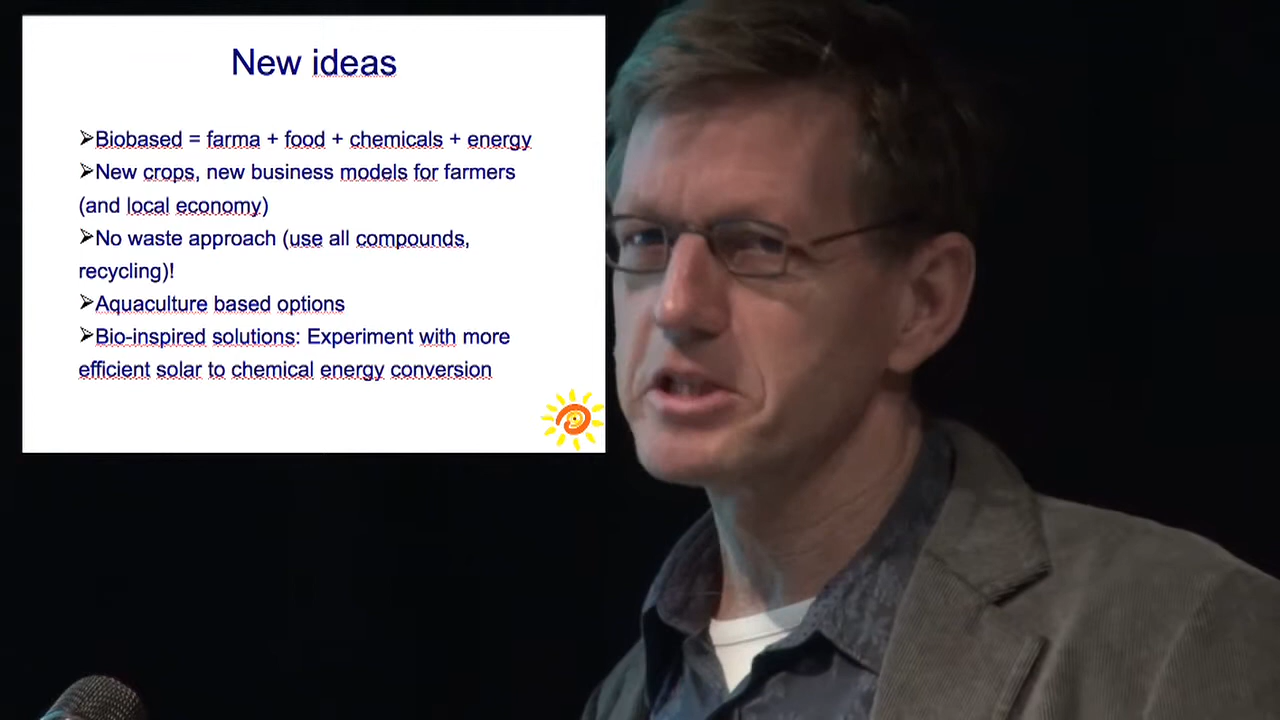 New ideas
➢Biobased = farma + food + chemicals + energy
➢New crops, new business models for farmers
(and local economy)
➢No waste approach (use all compounds,
recycling)!
➢Aquaculture based options
➢Bio-inspired solutions: Experiment with more
efficient solar to chemical energy conversion